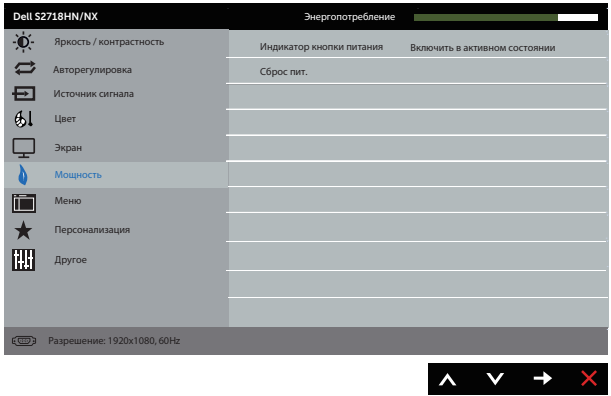 Dell S2718HN/NX
Энергопотребление
Яркость / контрастность
Индикатор кнопки питания
Включить в активном состоянии
Авторегулировка
Сброс пит.
Источник сигнала
Цвет
Экран
Мощность
Меню
Персонализация
Другое
Разрешение: 1920x1080, 60Hz